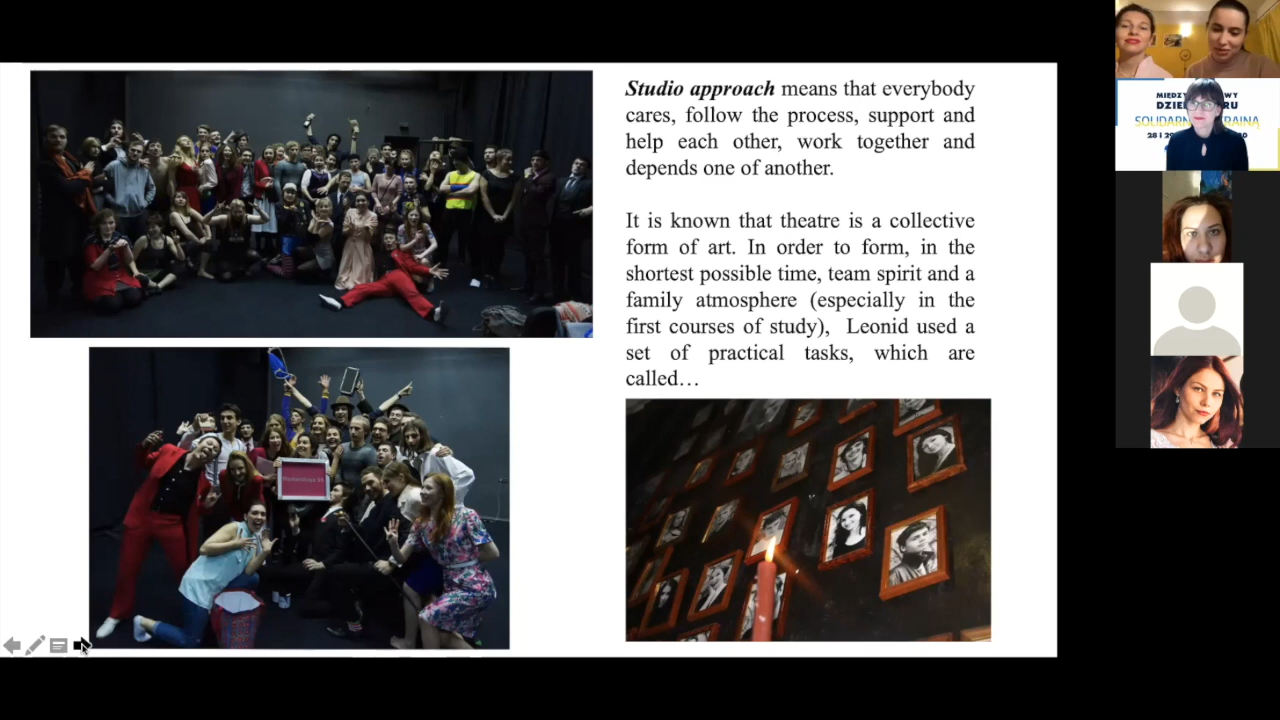 Studio approach means that everybody
cares, follow the process, support and
help each other, work together and
depends one of another.
It is known that theatre is a collective
form of art. In order to form, in the
shortest possible time, team spirit and a
family atmosphere (especially in the
first courses of study), Leonid used a
set of practical tasks, which are
called…
MIĘDZY
28 I